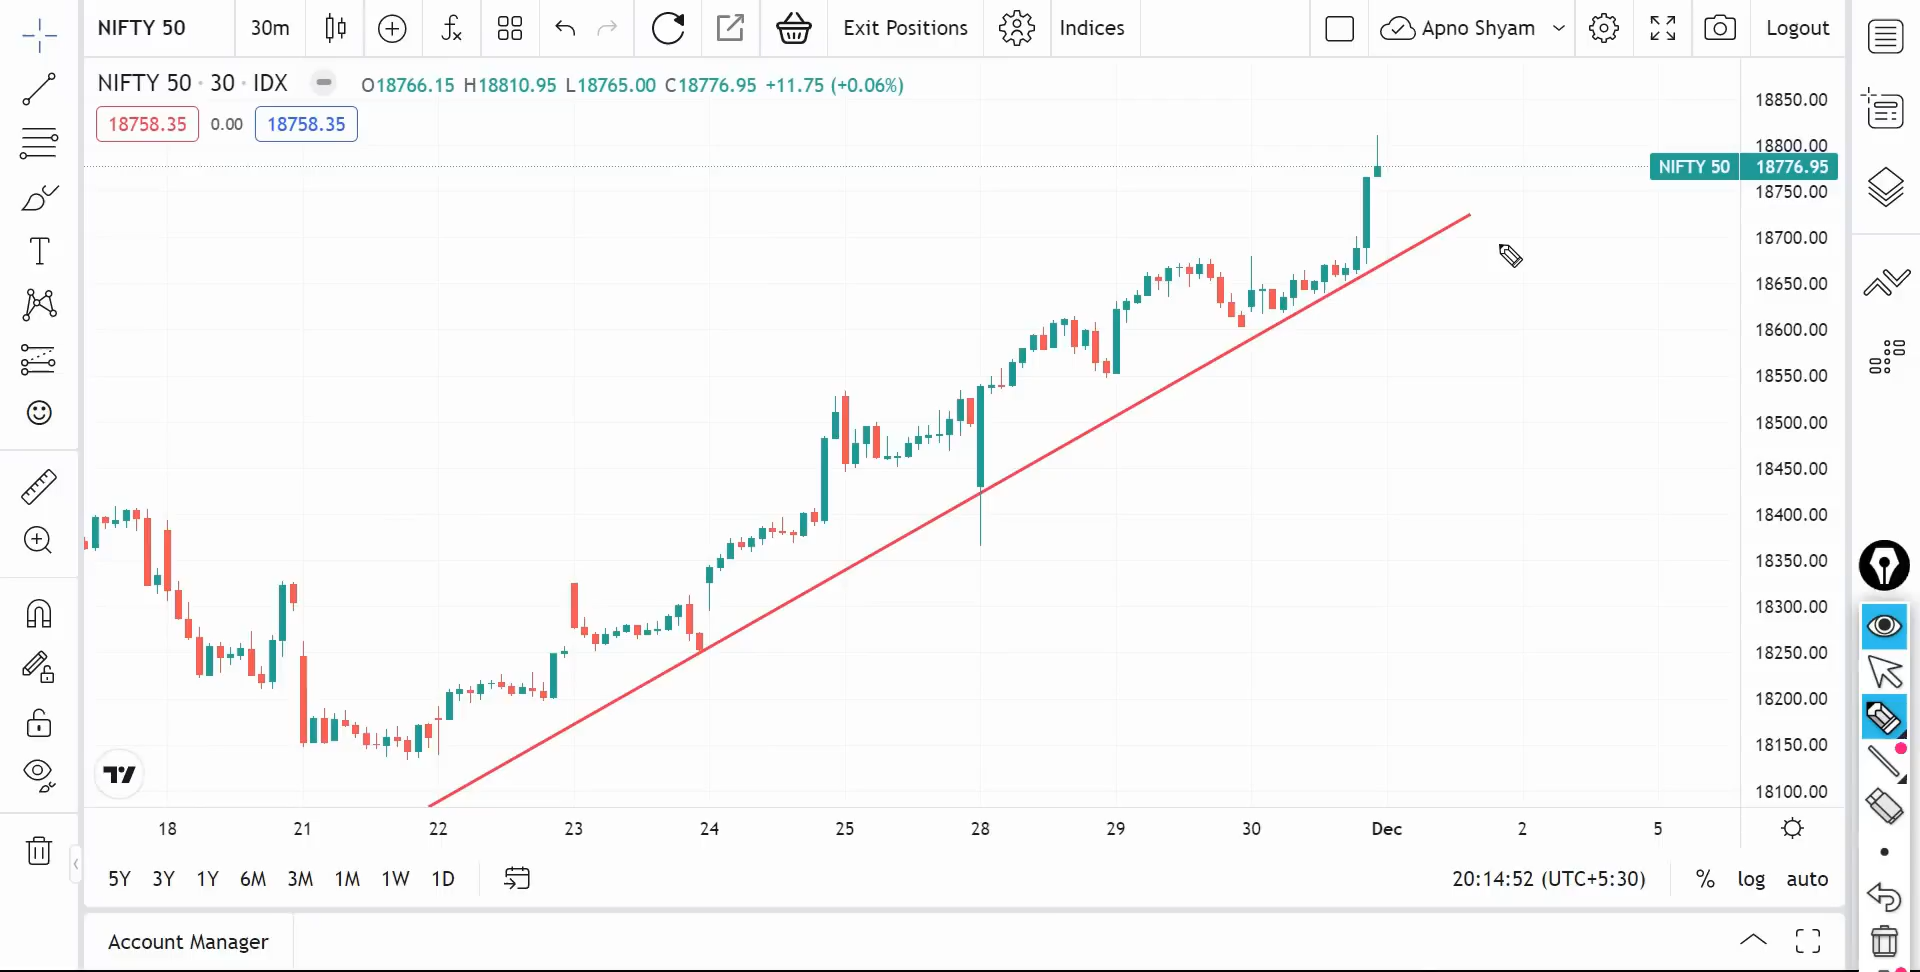 NIFTY 50 30m Exit Positions Indices Apno Shyam Logout
NIFTY 50 · 30 · IDX O18766.15 H18810.95 L18765.00 C18776.95 +11.75 (+0.06%)
18758.35 0.00 18758.35
18850.00
18800.00
NIFTY 50 18776.95
18750.00
18700.00
18650.00
18600.00
18550.00
18500.00
18450.00
18400.00
18350.00
18300.00
18250.00
18200.00
18150.00
18100.00
18 21 22 23 24 25 28 29 30 Dec 2 5
5Y 3Y 1Y 6M 3M 1M 1W 1D 20:14:52 (UTC+5:30) % log auto
Account Manager